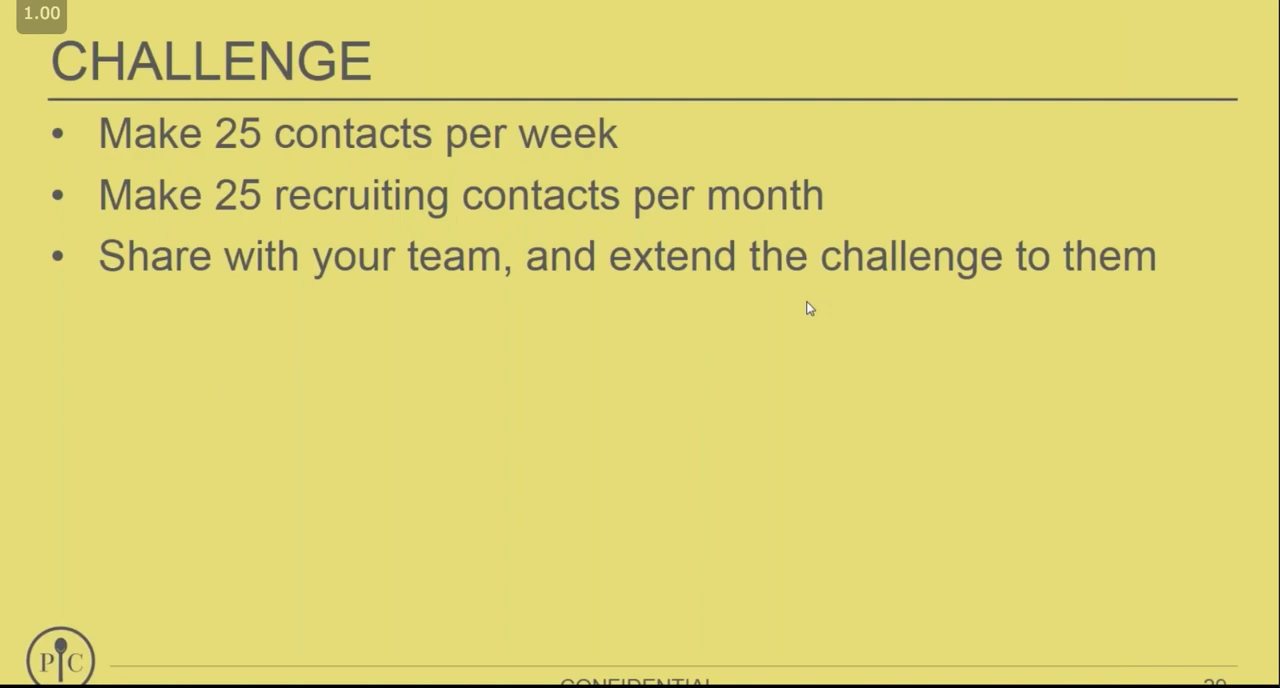 1.00
CHALLENGE
• Make 25 contacts per week
• Make 25 recruiting contacts per month
• Share with your team, and extend the challenge to them
P C
CONFIDENTIAL